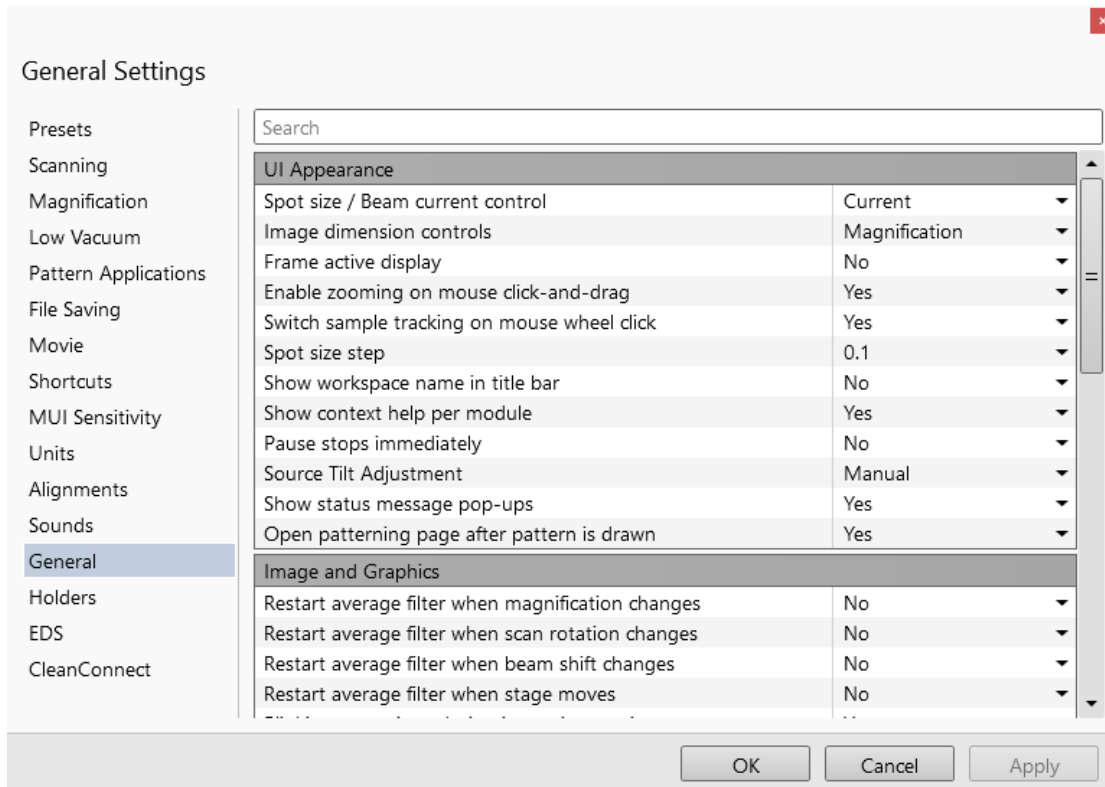 General Settings
Presets
Scanning
Magnification
Low Vacuum
Pattern Applications
File Saving
Movie
Shortcuts
MUI Sensitivity
Units
Alignments
Sounds
General
Holders
EDS
CleanConnect
Search
UI Appearance
Spot size / Beam current control Current
Image dimension controls Magnification
Frame active display No
Enable zooming on mouse click-and-drag Yes
Switch sample tracking on mouse wheel click Yes
Spot size step 0.1
Show workspace name in title bar No
Show context help per module Yes
Pause stops immediately No
Source Tilt Adjustment Manual
Show status message pop-ups Yes
Open patterning page after pattern is drawn Yes
Image and Graphics
Restart average filter when magnification changes No
Restart average filter when scan rotation changes No
Restart average filter when beam shift changes No
Restart average filter when stage moves No
OK Cancel Apply